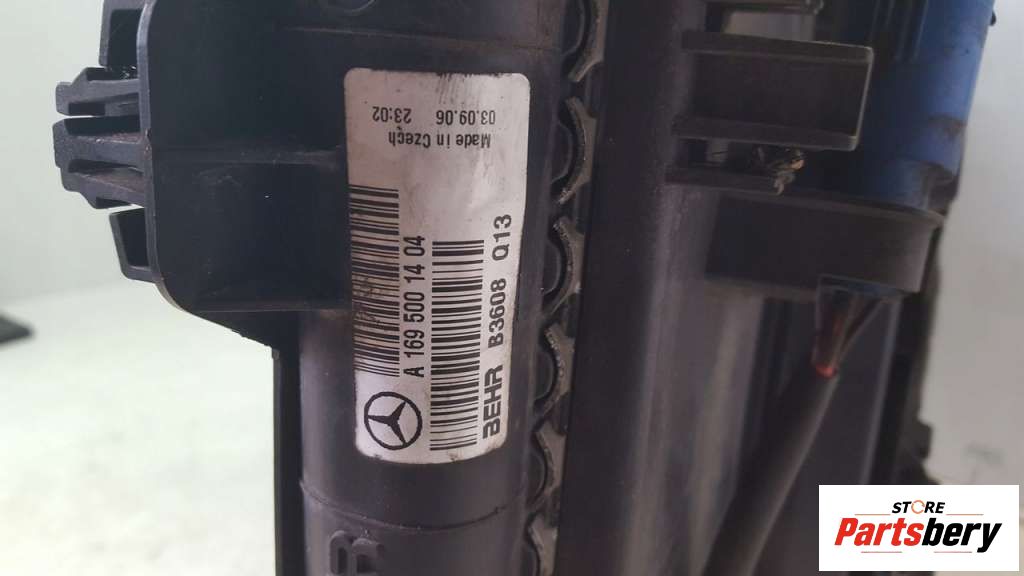 03.09.06 23:02
Made in Czech
A 169 500 14 04
BEHR B3608 Q13
R
STORE
Partsbery